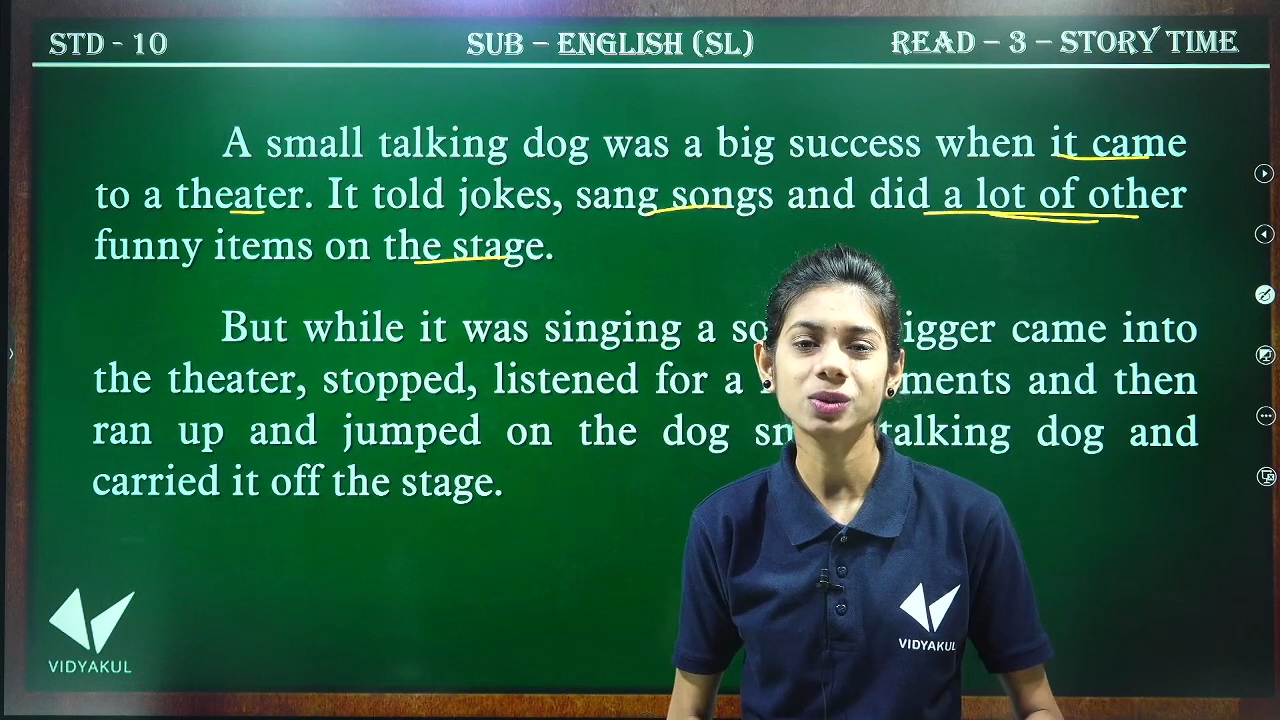 STD - 10
SUB – ENGLISH (SL)
READ – 3 – STORY TIME
A small talking dog was a big success when it came
to a theater. It told jokes, sang songs and did a lot of other
funny items on the stage.
But while it was singing a came into
the theater, stopped, listened for a and then
ran up and jumped on the dog talking dog and
carried it off the stage.
VIDYAKUL
VIDYAKUL